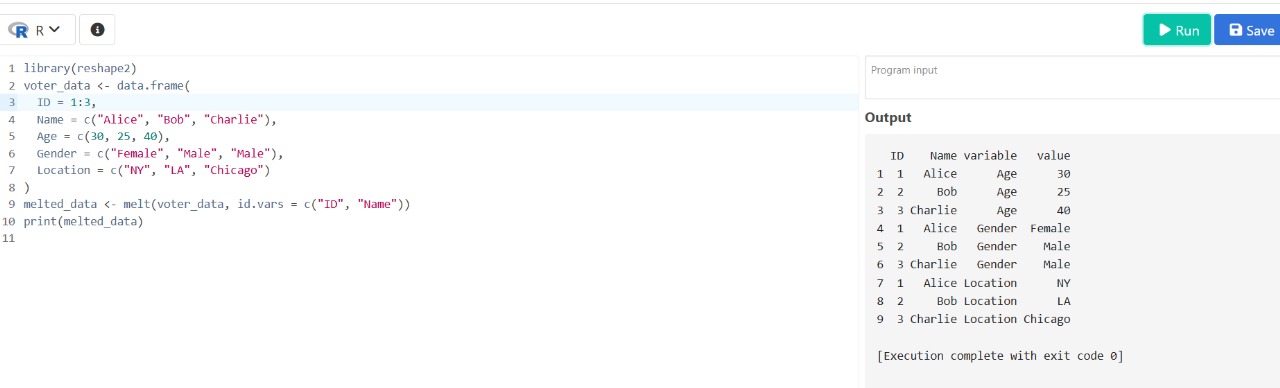 R
Run
Save
1 library(reshape2)
2 voter_data <- data.frame(
3   ID = 1:3,
4   Name = c("Alice", "Bob", "Charlie"),
5   Age = c(30, 25, 40),
6   Gender = c("Female", "Male", "Male"),
7   Location = c("NY", "LA", "Chicago")
8 )
9 melted_data <- melt(voter_data, id.vars = c("ID", "Name"))
10 print(melted_data)
11
Program input
Output
  ID    Name variable   value
1  1   Alice      Age      30
2  2     Bob      Age      25
3  3 Charlie      Age      40
4  1   Alice   Gender  Female
5  2     Bob   Gender    Male
6  3 Charlie   Gender    Male
7  1   Alice Location      NY
8  2     Bob Location      LA
9  3 Charlie Location Chicago
[Execution complete with exit code 0]